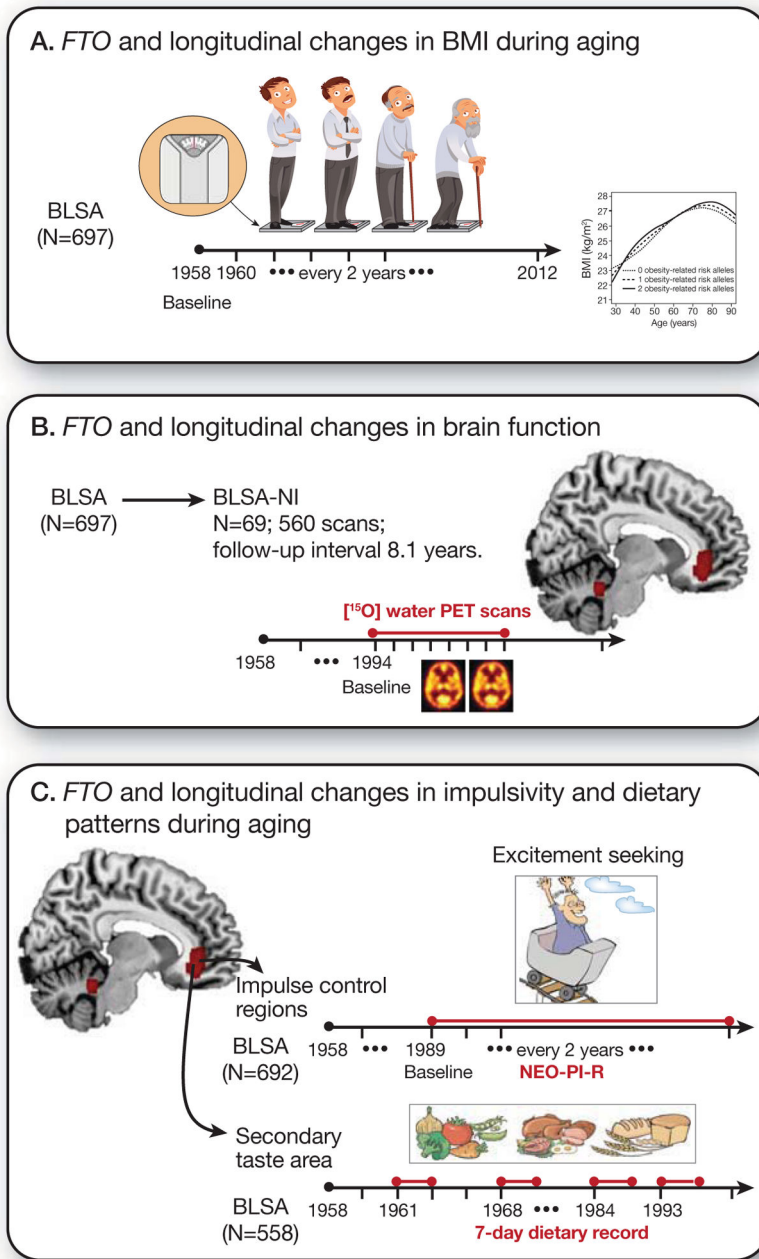 A. FTO and longitudinal changes in BMI during aging
BLSA
(N=697)
1958 1960 ••• every 2 years ••• 2012
Baseline
BMI (kg/m²)
28
27
26
25
24
23
22
21
0 obesity-related risk alleles
1 obesity-related risk alleles
2 obesity-related risk alleles
30 40 50 60 70 80 90
Age (years)
B. FTO and longitudinal changes in brain function
BLSA
(N=697)
BLSA-NI
N=69; 560 scans;
follow-up interval 8.1 years.
[¹⁵O] water PET scans
1958 ••• 1994
Baseline
C. FTO and longitudinal changes in impulsivity and dietary
patterns during aging
Excitement seeking
Impulse control
regions
BLSA
(N=692)
1958 ••• 1989 ••• every 2 years •••
Baseline
NEO-PI-R
Secondary
taste area
BLSA
(N=558)
1958 1961 1968 ••• 1984 1993
7-day dietary record